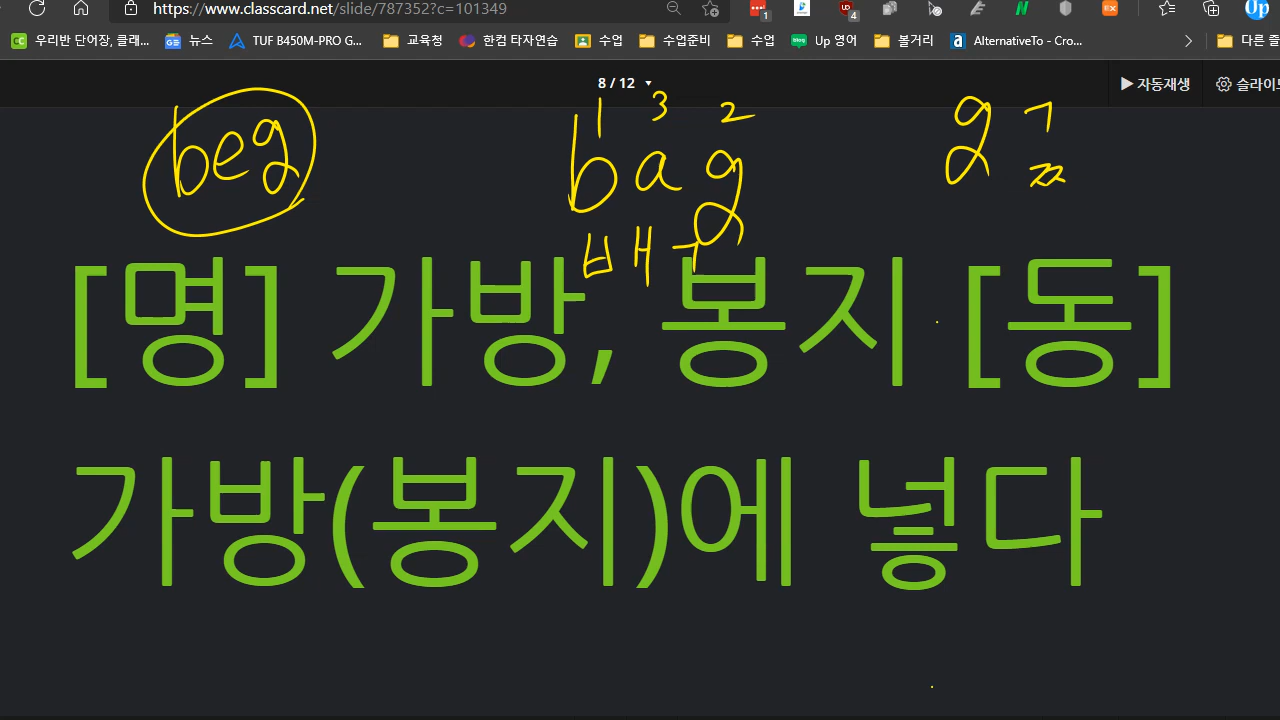 https://www.classcard.net/slide/787352?c=101349
우리반 단어장, 클래... 뉴스 TUF B450M-PRO G... 교육청 한컴 타자연습 수업 수업준비 수업 Up 영어 볼거리 AlternativeTo - Cro... 다른 즐
8 / 12 자동재생 슬라이드
1 3 2
beg bag g ㄱ
ㅉ
ㅂㅐㄱ
[명] 가방, 봉지 [동]
가방(봉지)에 넣다